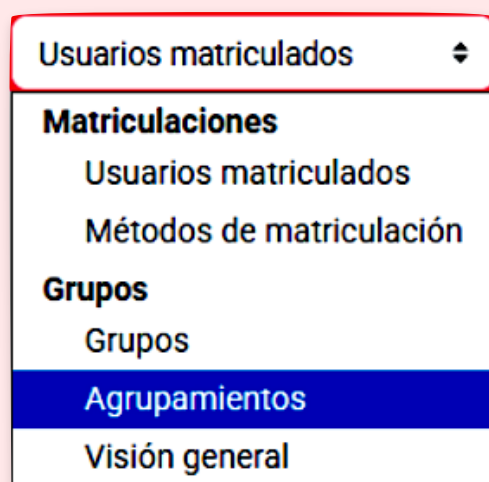 Usuarios matriculados
Matriculaciones
Usuarios matriculados
Métodos de matriculación
Grupos
Grupos
Agrupamientos
Visión general